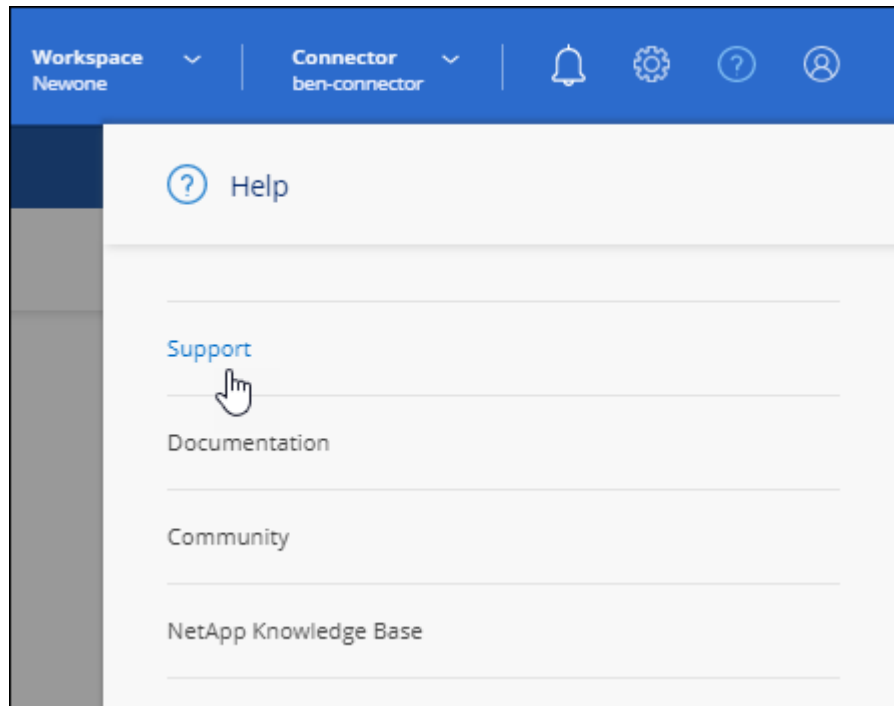 Workspace
Newone
Connector
ben-connector
Help
Support
Documentation
Community
NetApp Knowledge Base